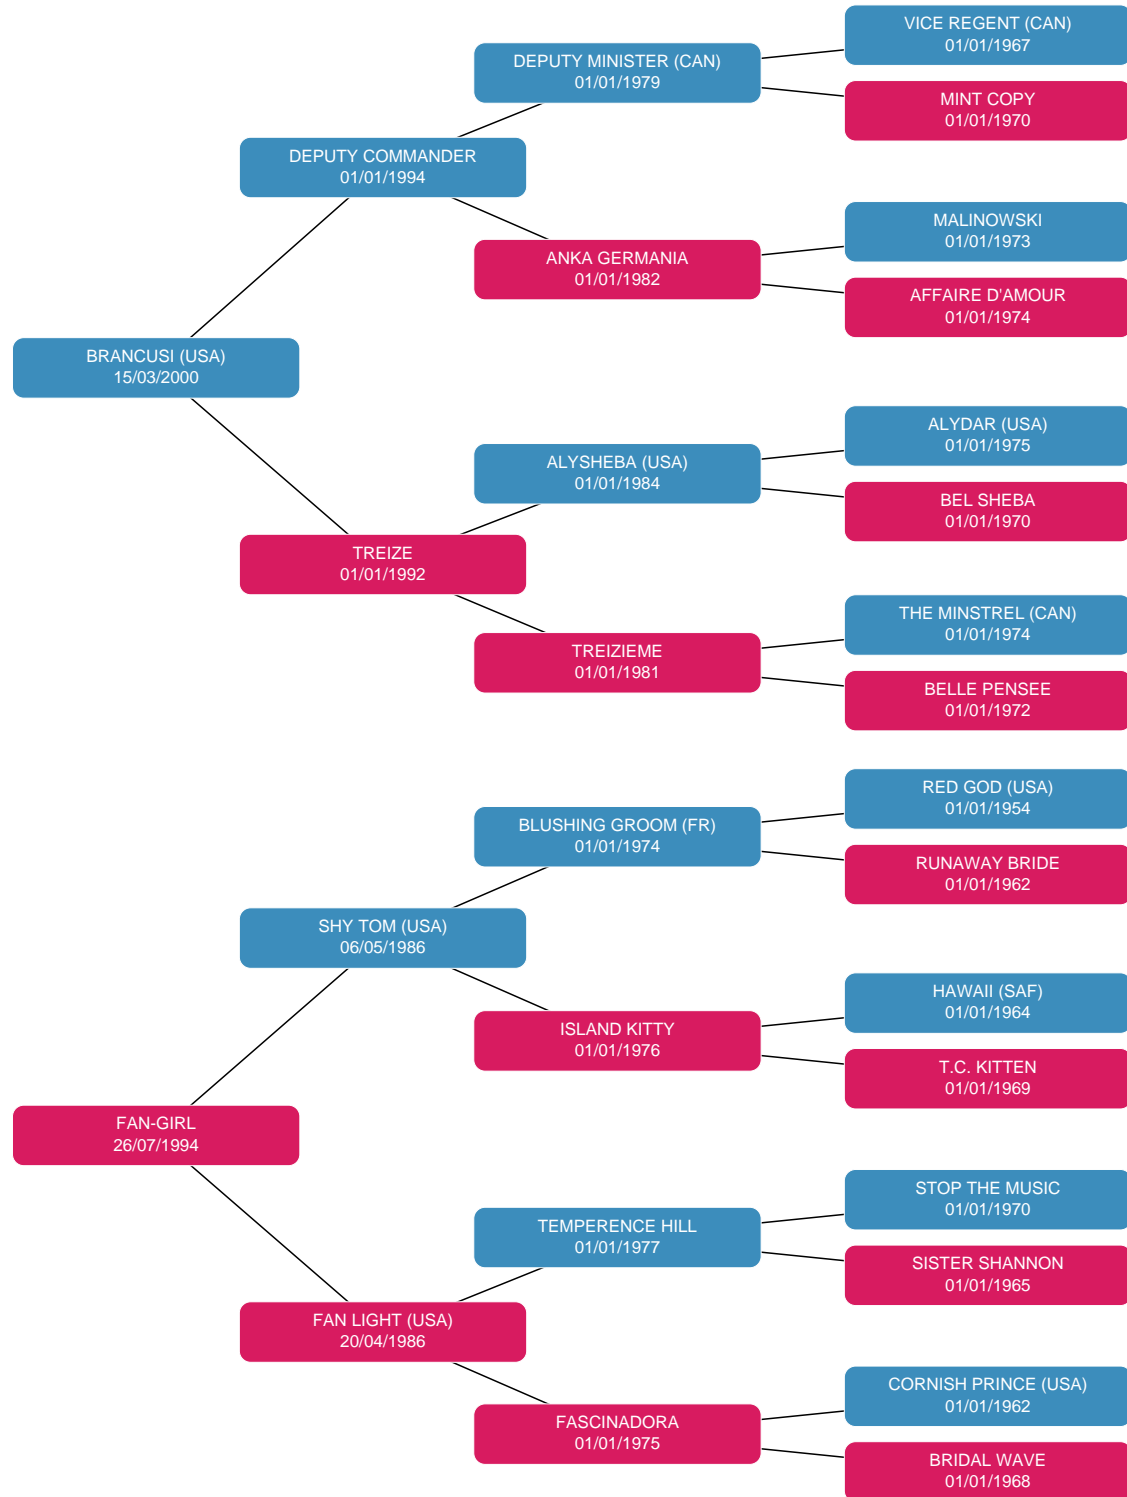 VICE REGENT (CAN)
01/01/1967
DEPUTY MINISTER (CAN)
01/01/1979
MINT COPY
01/01/1970
DEPUTY COMMANDER
01/01/1994
MALINOWSKI
01/01/1973
ANKA GERMANIA
01/01/1982
AFFAIRE D'AMOUR
01/01/1974
BRANCUSI (USA)
15/03/2000
ALYDAR (USA)
01/01/1975
ALYSHEBA (USA)
01/01/1984
BEL SHEBA
01/01/1970
TREIZE
01/01/1992
THE MINSTREL (CAN)
01/01/1974
TREIZIEME
01/01/1981
BELLE PENSEE
01/01/1972
RED GOD (USA)
01/01/1954
BLUSHING GROOM (FR)
01/01/1974
RUNAWAY BRIDE
01/01/1962
SHY TOM (USA)
06/05/1986
HAWAII (SAF)
01/01/1964
ISLAND KITTY
01/01/1976
T.C. KITTEN
01/01/1969
FAN-GIRL
26/07/1994
STOP THE MUSIC
01/01/1970
TEMPERENCE HILL
01/01/1977
SISTER SHANNON
01/01/1965
FAN LIGHT (USA)
20/04/1986
CORNISH PRINCE (USA)
01/01/1962
FASCINADORA
01/01/1975
BRIDAL WAVE
01/01/1968